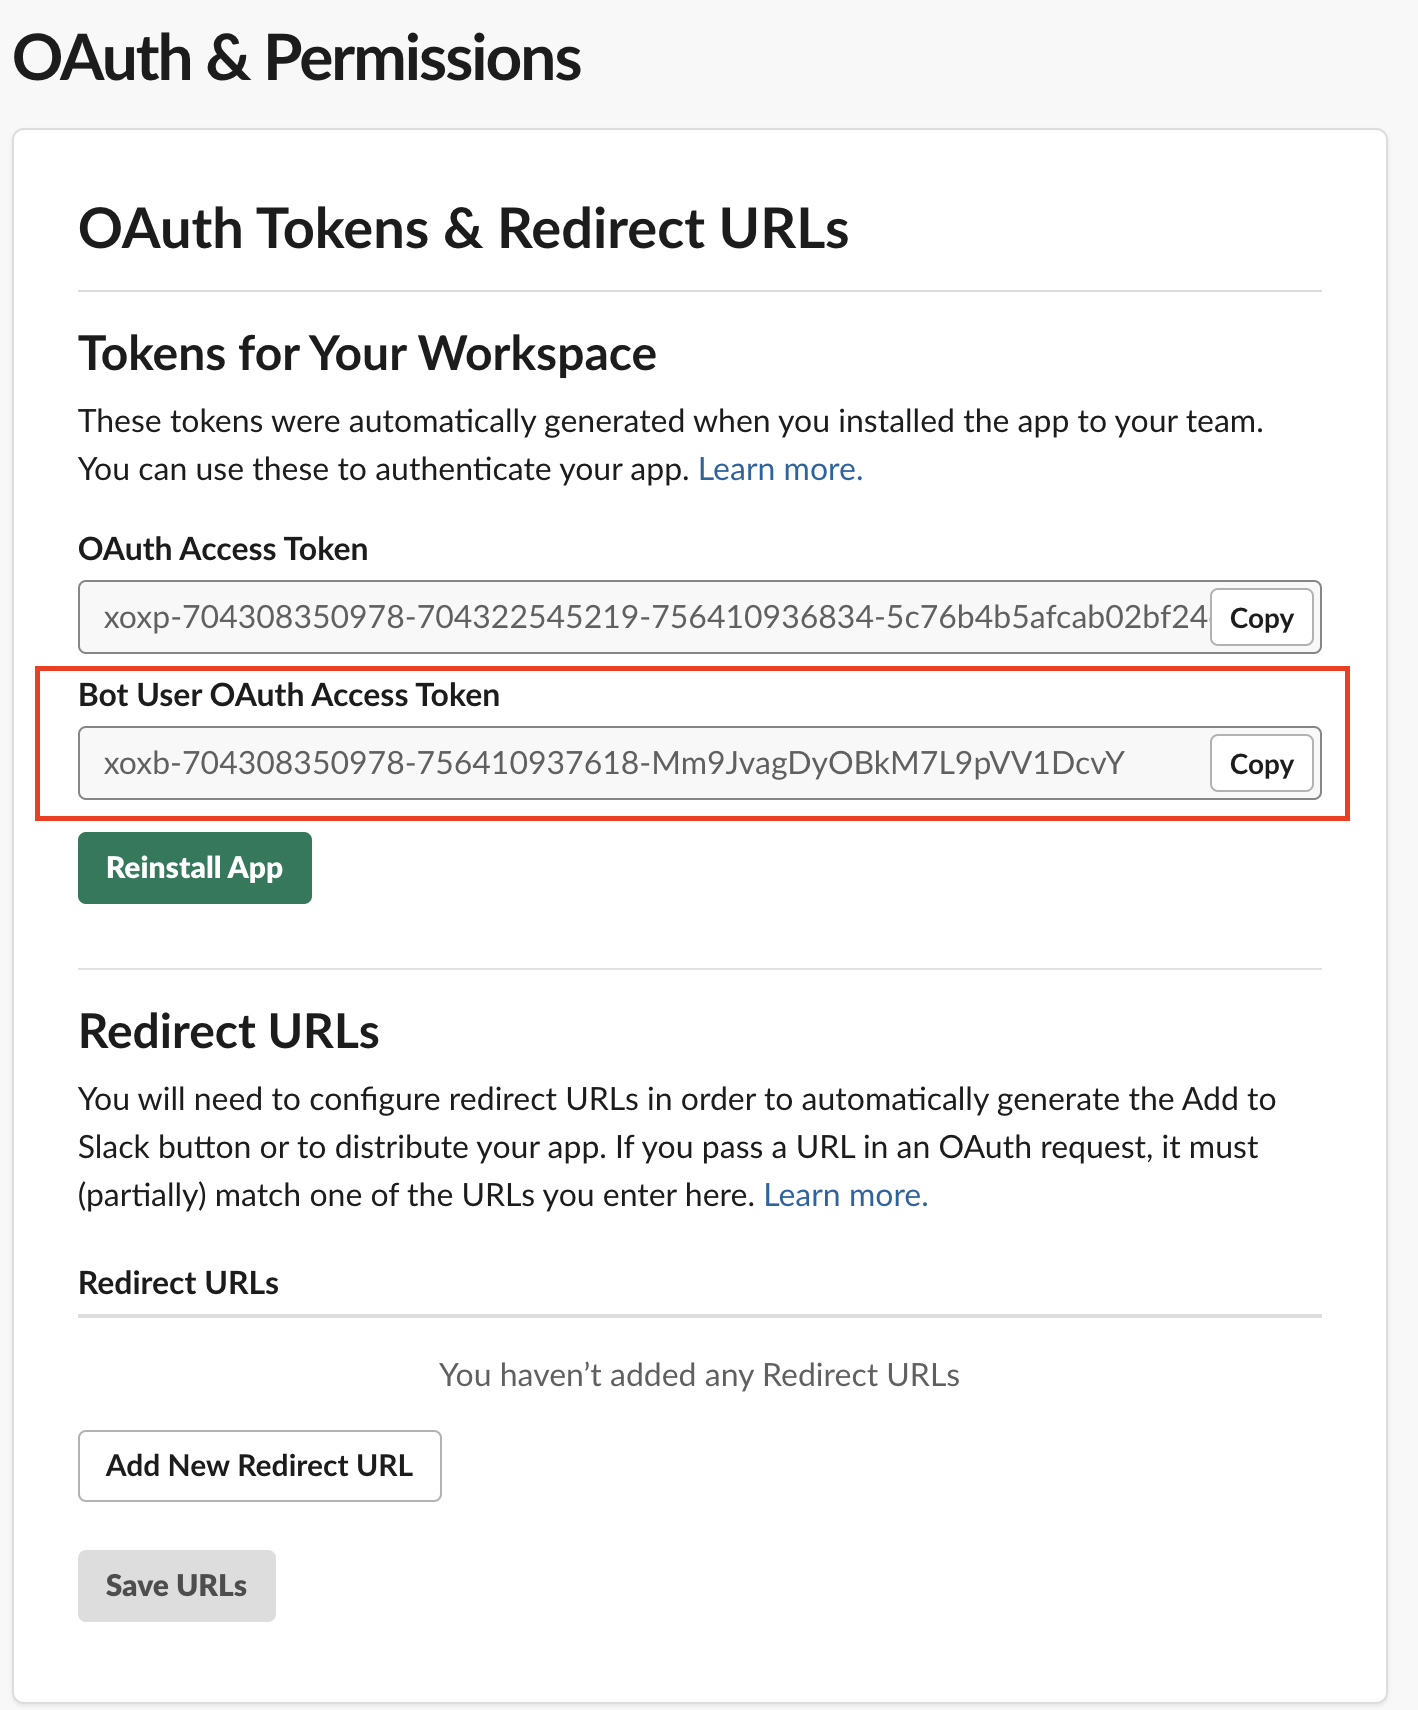 OAuth & Permissions
OAuth Tokens & Redirect URLs
Tokens for Your Workspace
These tokens were automatically generated when you installed the app to your team.
You can use these to authenticate your app. Learn more.
OAuth Access Token
xoxp-704308350978-704322545219-756410936834-5c76b4b5afcab02bf24
Copy
Bot User OAuth Access Token
xoxb-704308350978-756410937618-Mm9JvagDyOBkM7L9pVV1DcvY
Copy
Reinstall App
Redirect URLs
You will need to configure redirect URLs in order to automatically generate the Add to
Slack button or to distribute your app. If you pass a URL in an OAuth request, it must
(partially) match one of the URLs you enter here. Learn more.
Redirect URLs
You haven’t added any Redirect URLs
Add New Redirect URL
Save URLs